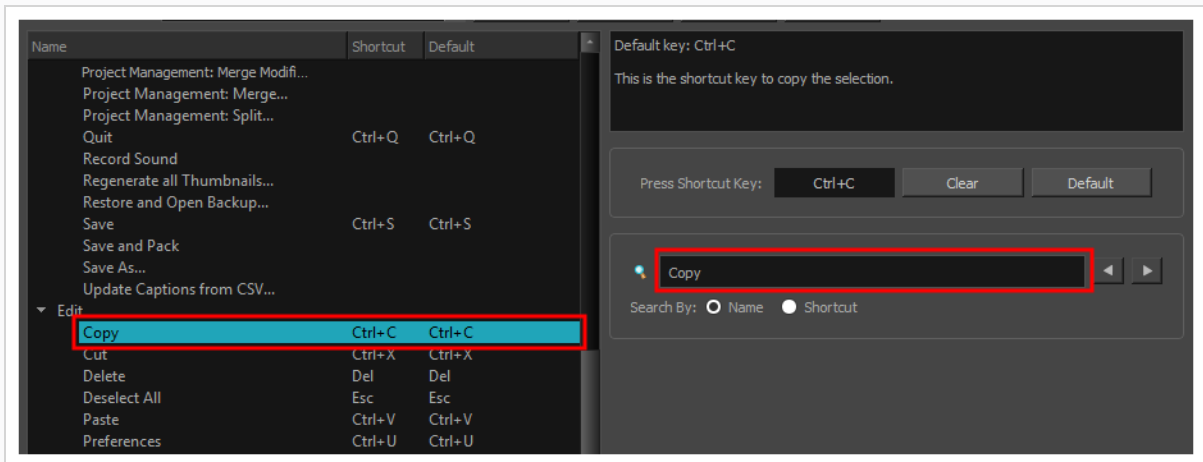 Name Shortcut Default
Project Management: Merge Modifi...
Project Management: Merge...
Project Management: Split...
Quit Ctrl+Q Ctrl+Q
Record Sound
Regenerate all Thumbnails...
Restore and Open Backup...
Save Ctrl+S Ctrl+S
Save and Pack
Save As...
Update Captions from CSV...
Edit
Copy Ctrl+C Ctrl+C
Cut Ctrl+X Ctrl+X
Delete Del Del
Deselect All Esc Esc
Paste Ctrl+V Ctrl+V
Preferences Ctrl+U Ctrl+U
Default key: Ctrl+C
This is the shortcut key to copy the selection.
Press Shortcut Key: Ctrl+C Clear Default
Copy
Search By: Name Shortcut